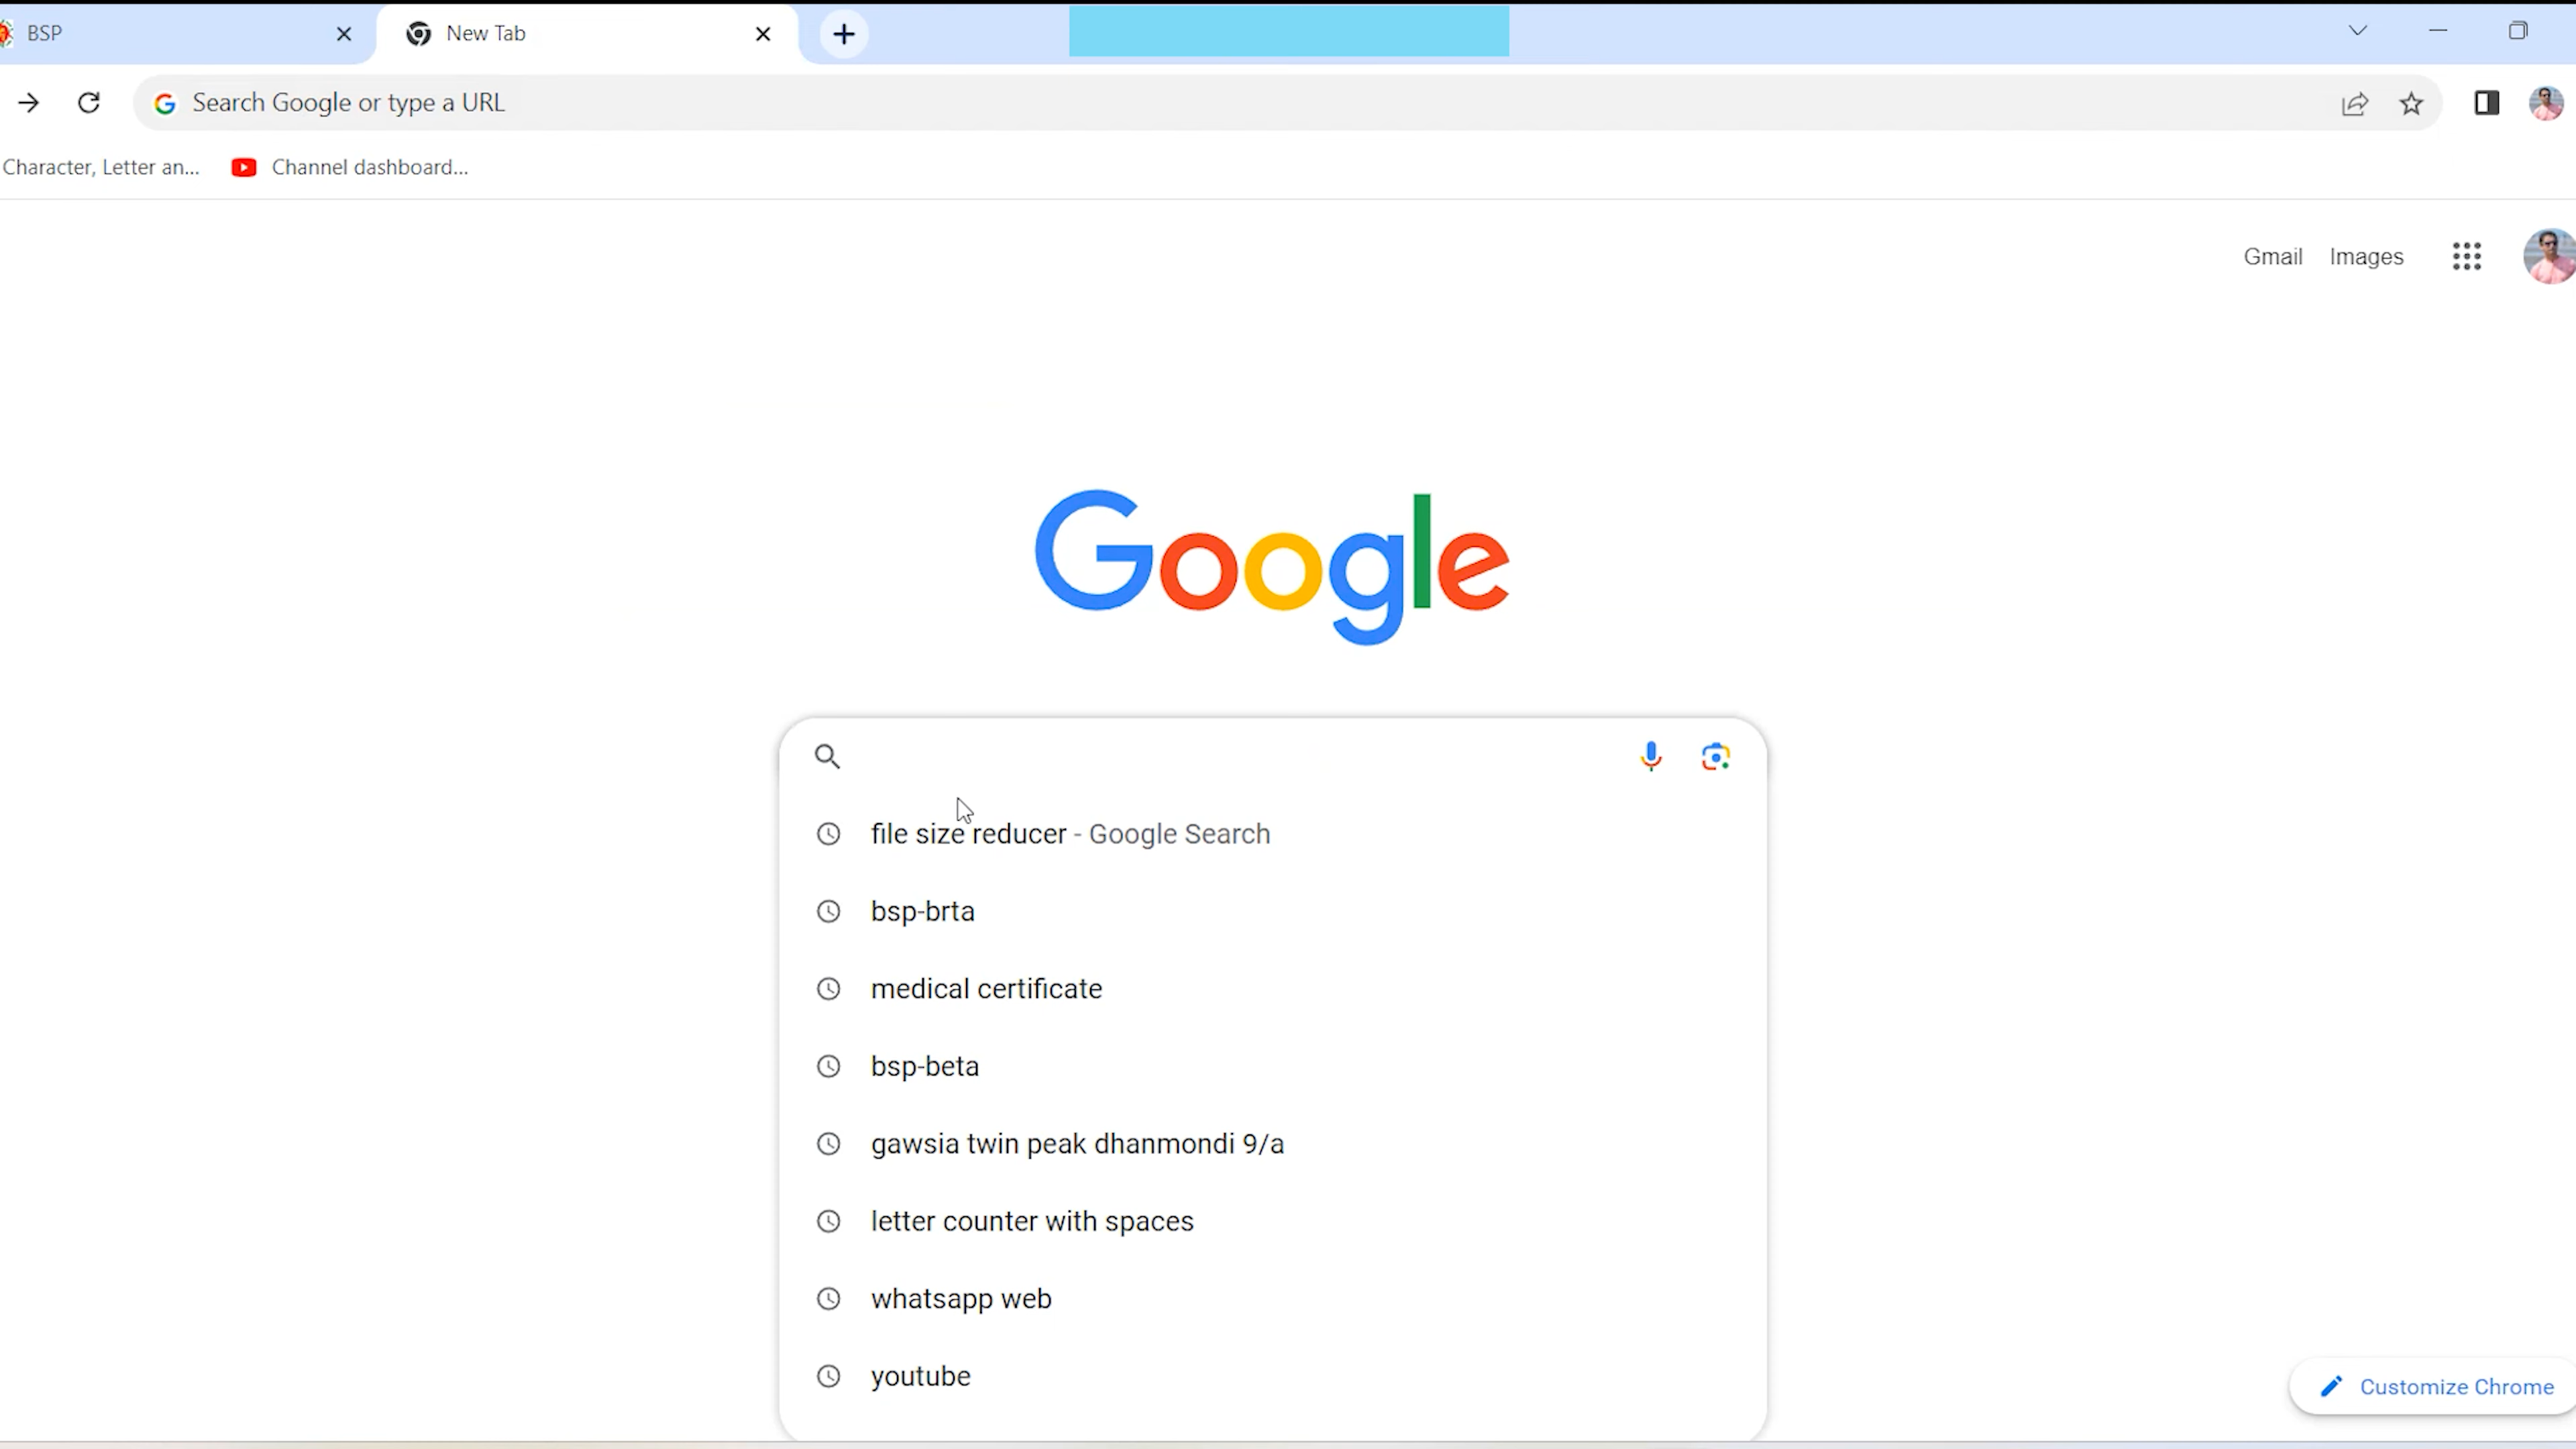 BSP
New Tab
Search Google or type a URL
Character, Letter an...
Channel dashboard...
Gmail Images
Google
file size reducer - Google Search
bsp-brta
medical certificate
bsp-beta
gawsia twin peak dhanmondi 9/a
letter counter with spaces
whatsapp web
youtube
Customize Chrome